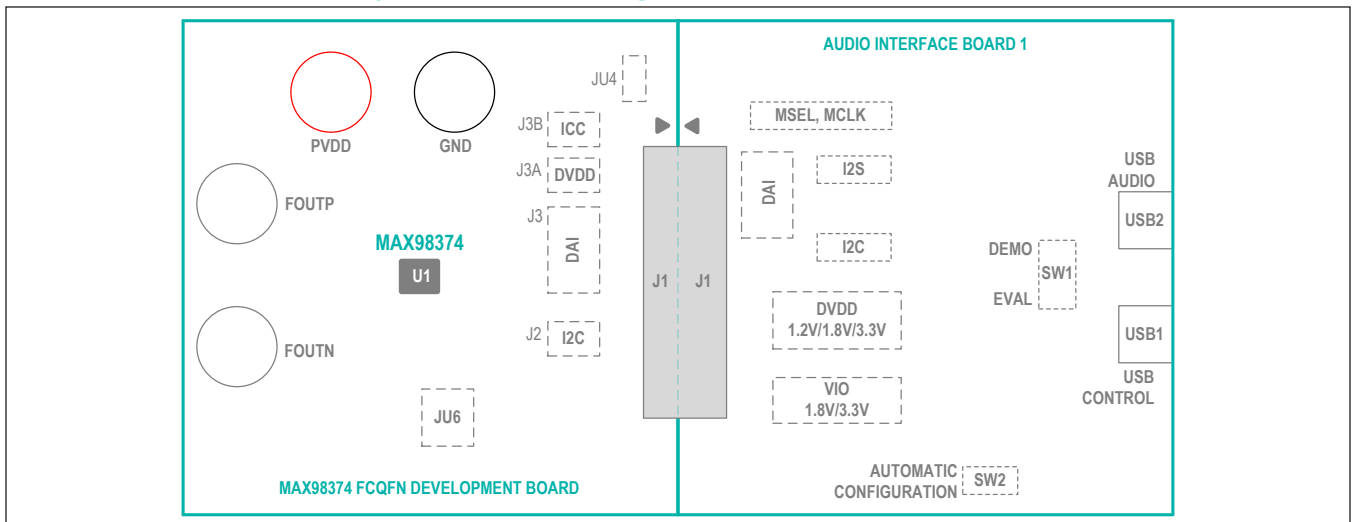 AUDIO INTERFACE BOARD 1
JU4
MSEL, MCLK
J3B
ICC
PVDD
GND
J3A
DVDD
DAI
I2S
USB
AUDIO
FOUTP
J3
DAI
USB2
MAX98374
U1
I2C
DEMO
SW1
EVAL
J1
J1
DVDD
1.2V/1.8V/3.3V
FOUTN
J2
I2C
USB1
USB
CONTROL
VIO
1.8V/3.3V
JU6
AUTOMATIC
CONFIGURATION
SW2
MAX98374 FCQFN DEVELOPMENT BOARD